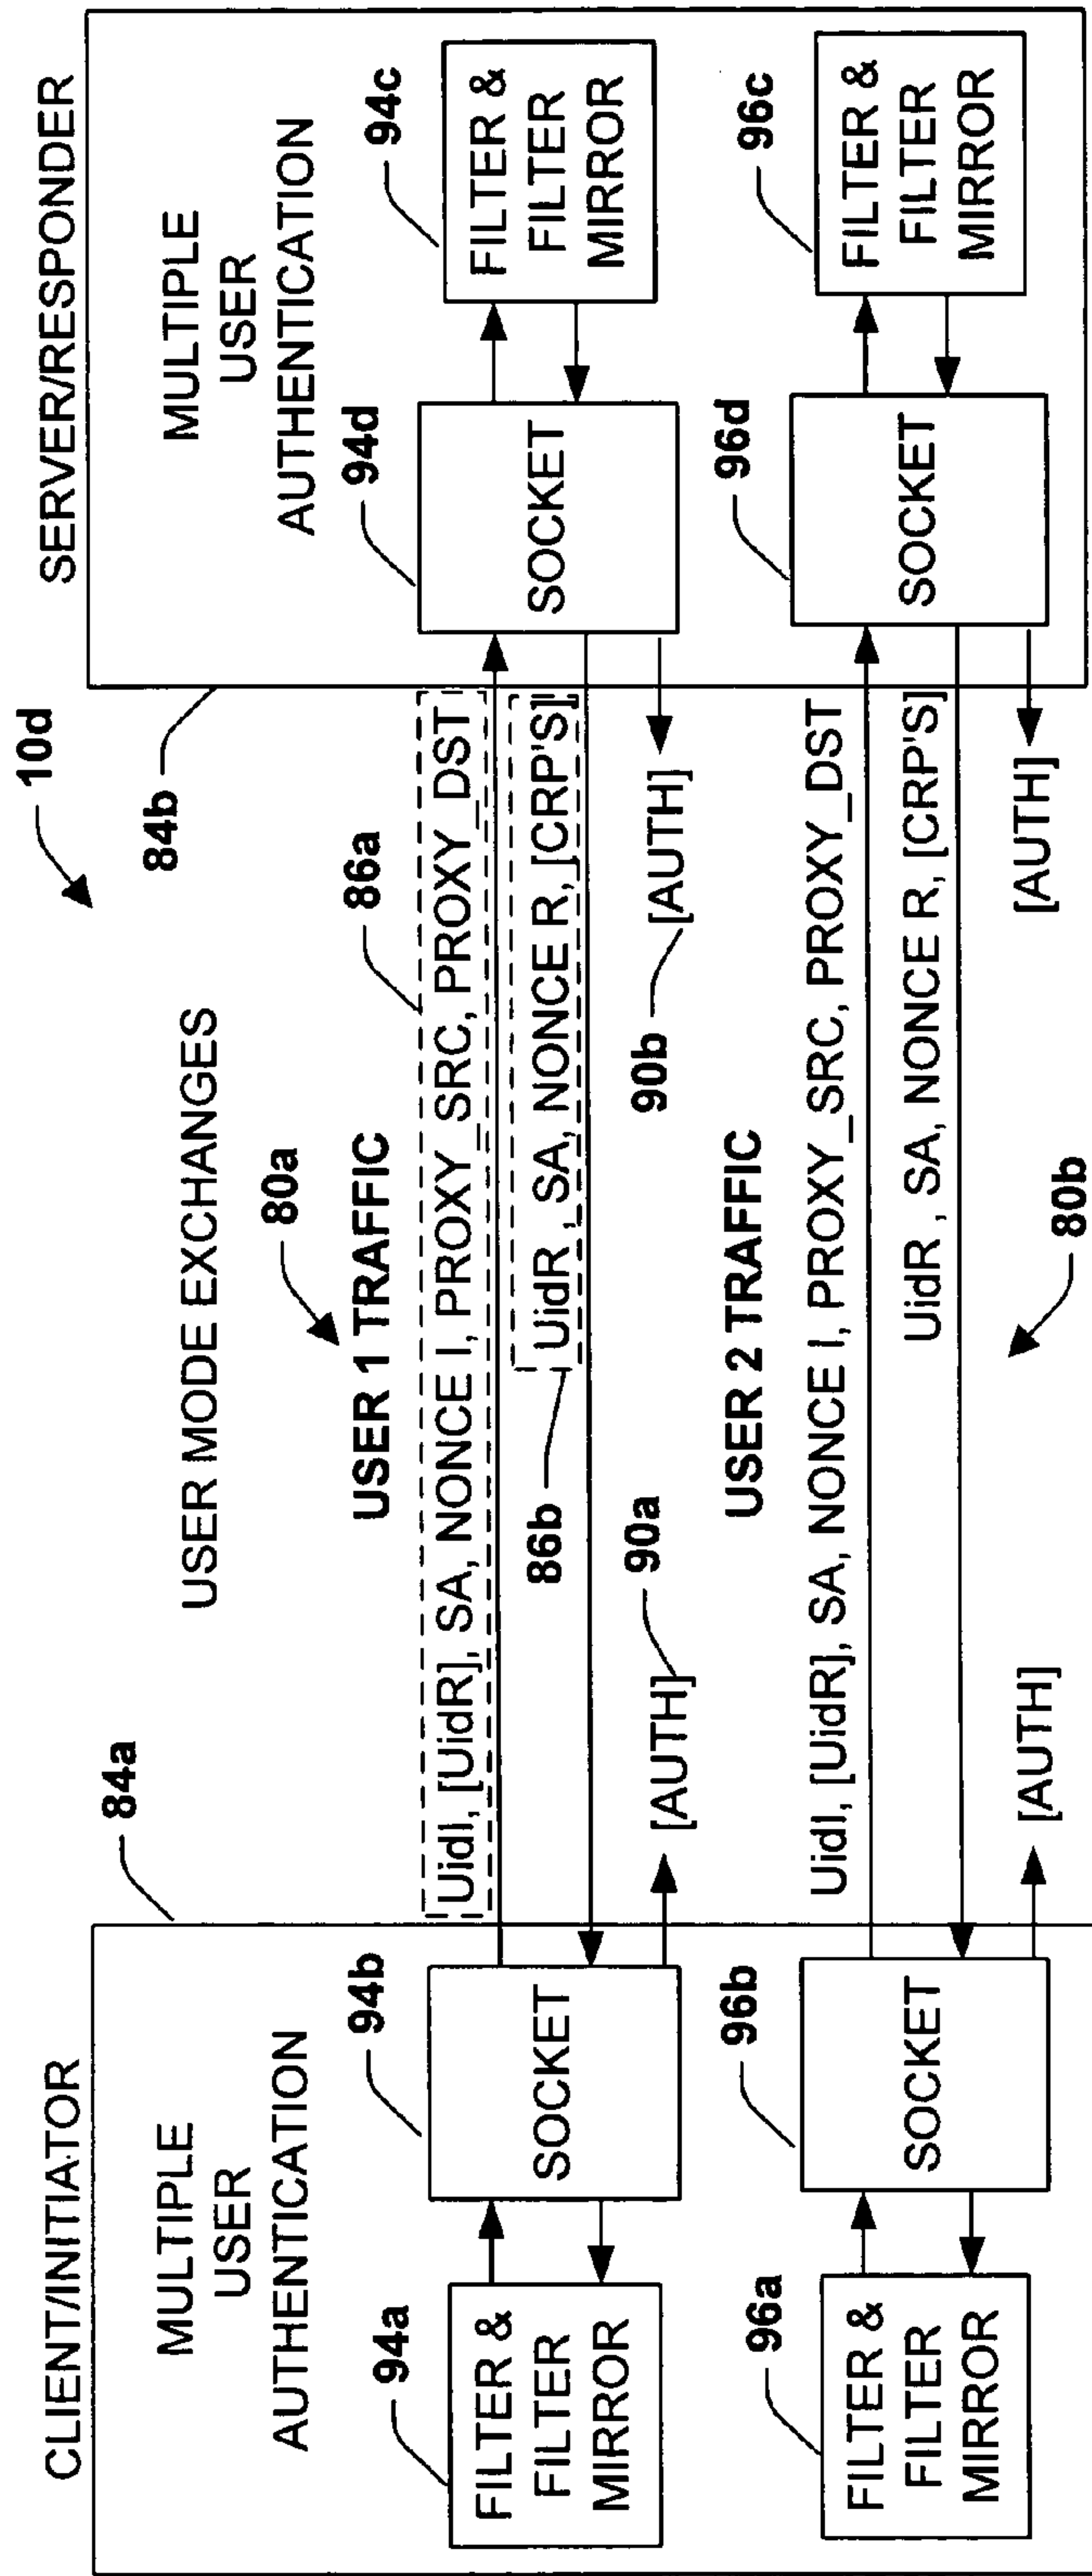 CLIENT/INITIATOR
84a
MULTIPLE
USER
AUTHENTICATION
94a
FILTER &
FILTER
MIRROR
94b
SOCKET
96a
FILTER &
FILTER
MIRROR
96b
SOCKET
10d
USER MODE EXCHANGES
80a
USER 1 TRAFFIC
86a
UidI, [UidR], SA, NONCE I, PROXY_SRC, PROXY_DST
UidR , SA, NONCE R, [CRP'S]
86b
90a
[AUTH]
90b
[AUTH]
USER 2 TRAFFIC
UidI, [UidR], SA, NONCE I, PROXY_SRC, PROXY_DST
UidR , SA, NONCE R, [CRP'S]
[AUTH]
[AUTH]
80b
SERVER/RESPONDER
84b
MULTIPLE
USER
AUTHENTICATION
94d
SOCKET
94c
FILTER &
FILTER
MIRROR
96d
SOCKET
96c
FILTER &
FILTER
MIRROR